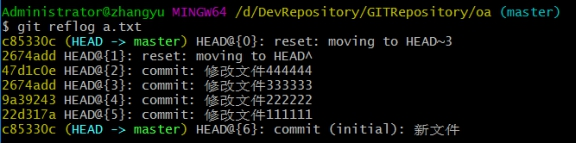 Administrator@zhangyu MINGW64 /d/DevRepository/GITRepository/oa (master)
$ git reflog a.txt
c85330c (HEAD -> master) HEAD@{0}: reset: moving to HEAD~3
2674add HEAD@{1}: reset: moving to HEAD^
47d1c0e HEAD@{2}: commit: 修改文件444444
2674add HEAD@{3}: commit: 修改文件333333
9a39243 HEAD@{4}: commit: 修改文件222222
22d317a HEAD@{5}: commit: 修改文件111111
c85330c (HEAD -> master) HEAD@{6}: commit (initial): 新文件